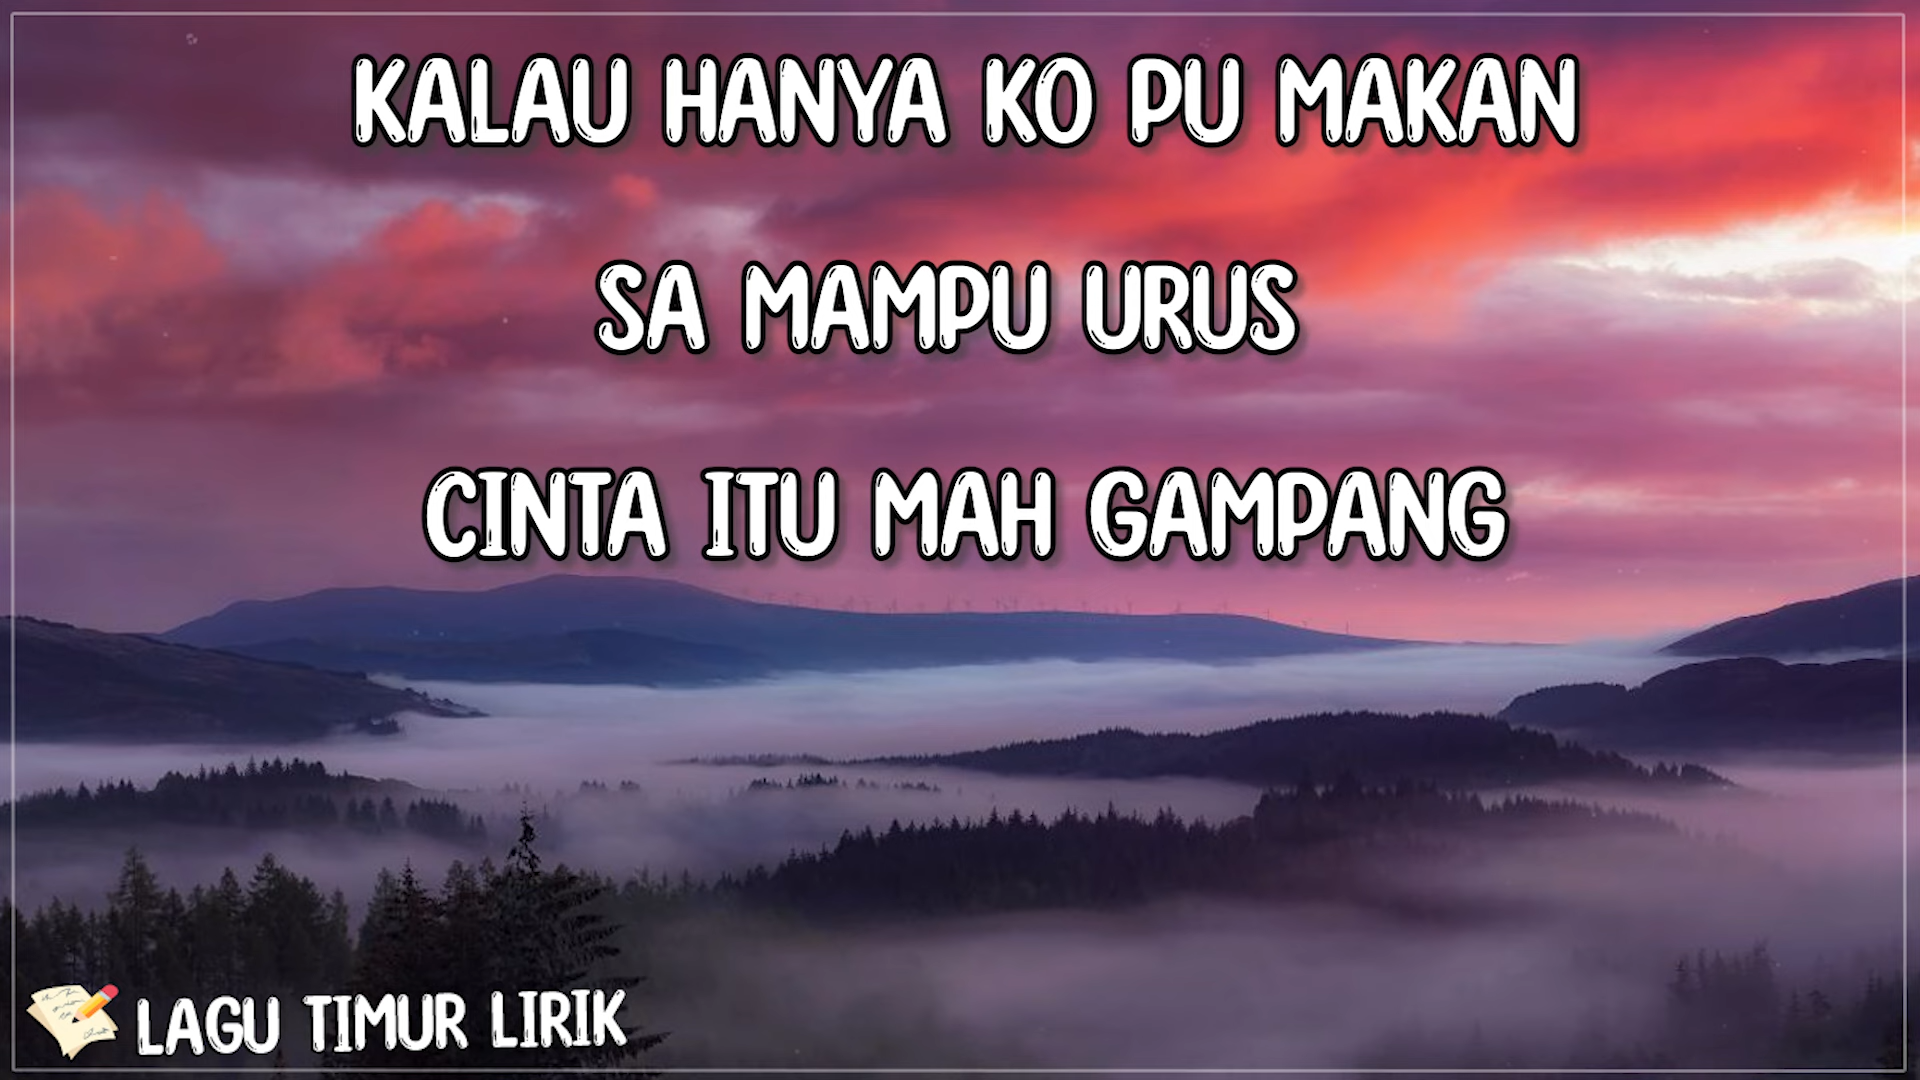 KALAU HANYA KO PU MAKAN
SA MAMPU URUS
CINTA ITU MAH GAMPANG
LAGU TIMUR LIRIK